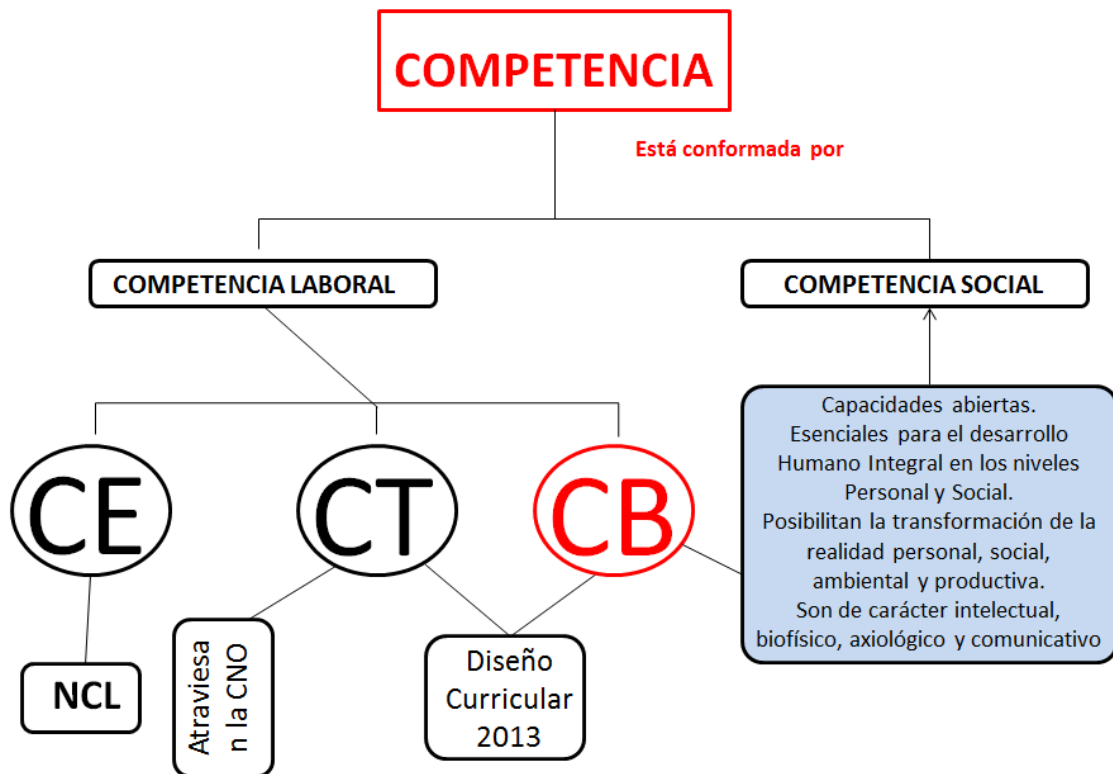 COMPETENCIA
Está conformada por
COMPETENCIA LABORAL
COMPETENCIA SOCIAL
CE
CT
CB
Capacidades abiertas.
Esenciales para el desarrollo
Humano Integral en los niveles
Personal y Social.
Posibilitan la transformación de la
realidad personal, social,
ambiental y productiva.
Son de carácter intelectual,
biofísico, axiológico y comunicativo
NCL
Atraviesa
n la CNO
Diseño
Curricular
2013